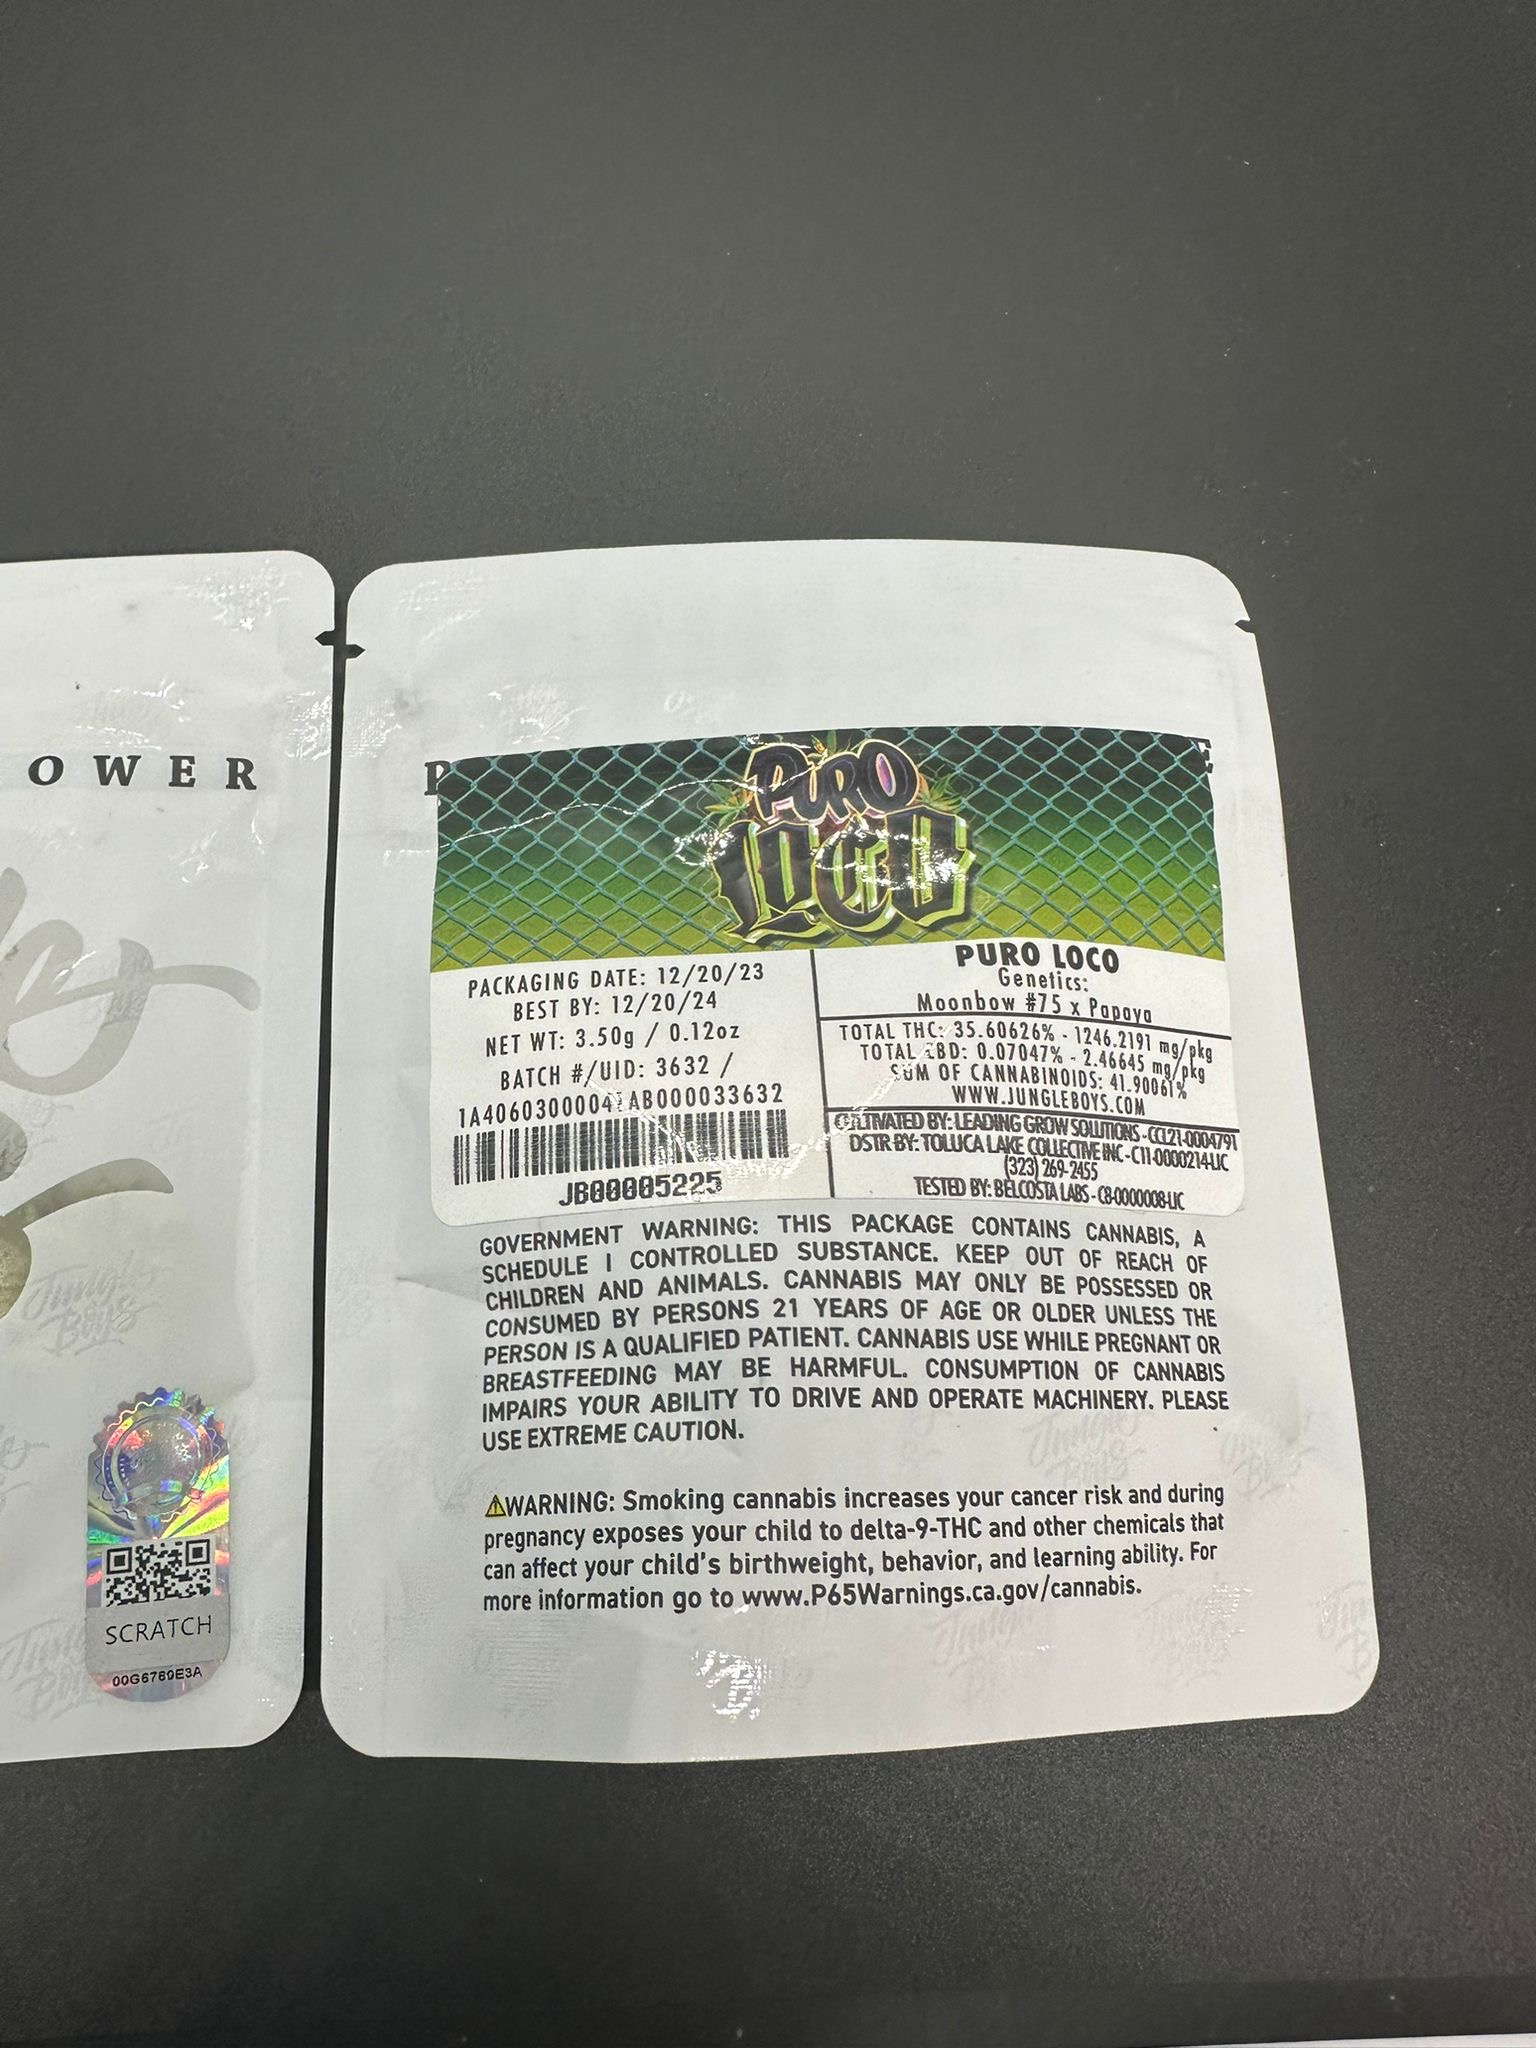 OWER
SCRATCH
00G6769E3A
PURO
LOCO
PACKAGING DATE: 12/20/23
BEST BY: 12/20/24
NET WT: 3.50g / 0.12oz
BATCH #/UID: 3632 /
JB00005225
PURO LOCO
Genetics:
Moonbow #75 x Papaya
TOTAL THC: 35.60626% - 1246.2191 mg/pkg
TOTAL CBD: 0.07047% - 2.46645 mg/pkg
SUM OF CANNABINOIDS: 41.90061%
WWW.JUNGLEBOYS.COM
CULTIVATED BY: LEADING GROW SOLUTIONS - CCL21-0004791
DSTR BY: TOLUCA LAKE COLLECTIVE INC - C11-0000214-LIC
(323) 269-2455
TESTED BY: BELCOSTA LABS - C8-0000008-LIC
GOVERNMENT WARNING: THIS PACKAGE CONTAINS CANNABIS, A
SCHEDULE I CONTROLLED SUBSTANCE. KEEP OUT OF REACH OF
CHILDREN AND ANIMALS. CANNABIS MAY ONLY BE POSSESSED OR
CONSUMED BY PERSONS 21 YEARS OF AGE OR OLDER UNLESS THE
PERSON IS A QUALIFIED PATIENT. CANNABIS USE WHILE PREGNANT OR
BREASTFEEDING MAY BE HARMFUL. CONSUMPTION OF CANNABIS
IMPAIRS YOUR ABILITY TO DRIVE AND OPERATE MACHINERY. PLEASE
USE EXTREME CAUTION.
WARNING: Smoking cannabis increases your cancer risk and during
pregnancy exposes your child to delta-9-THC and other chemicals that
can affect your child's birthweight, behavior, and learning ability. For
more information go to www.P65Warnings.ca.gov/cannabis.
Jungle
Boys